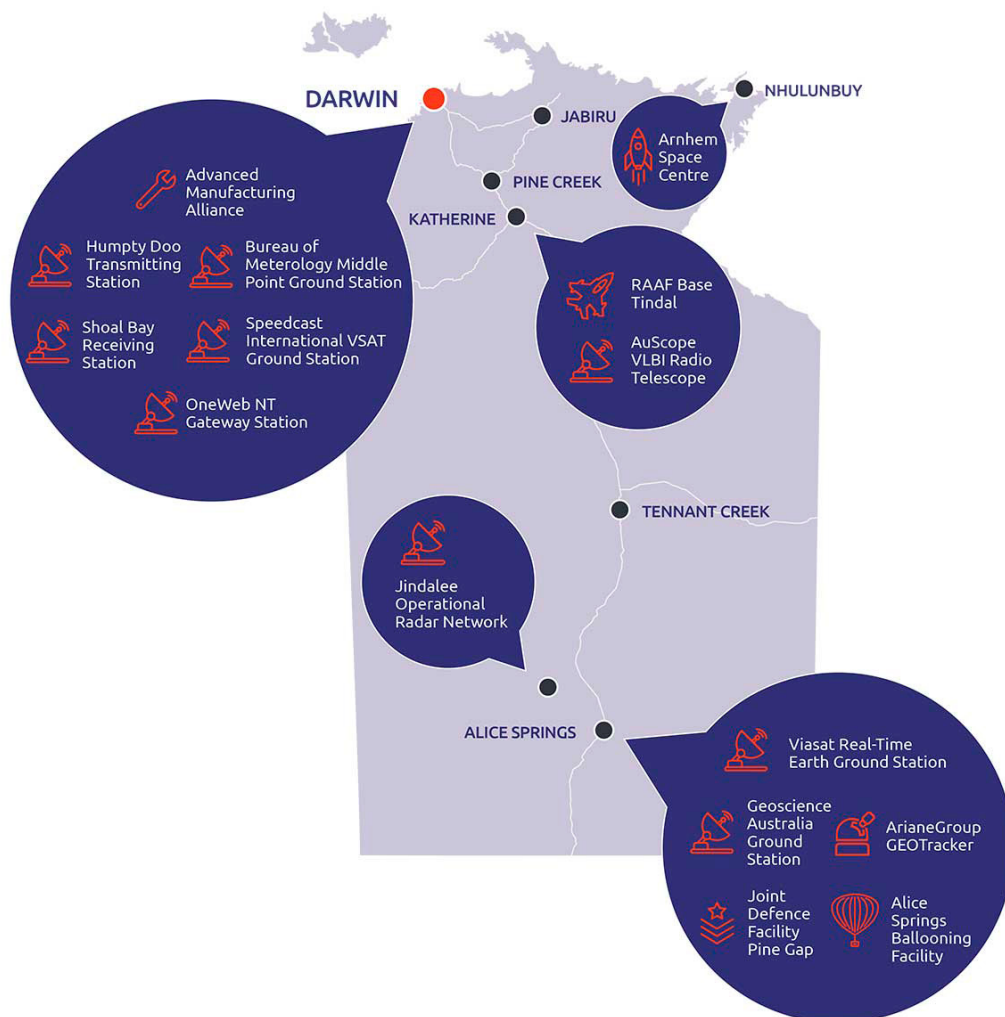 DARWIN
JABIRU
NHULUNBUY
PINE CREEK
KATHERINE
Arnhem
Space
Centre
Advanced
Manufacturing
Alliance
Humpty Doo
Transmitting
Station
Bureau of
Meterology Middle
Point Ground Station
Shoal Bay
Receiving
Station
Speedcast
International VSAT
Ground Station
OneWeb NT
Gateway Station
RAAF Base
Tindal
AuScope
VLBI Radio
Telescope
TENNANT CREEK
Jindalee
Operational
Radar Network
ALICE SPRINGS
Viasat Real-Time
Earth Ground Station
Geoscience
Australia
Ground
Station
ArianeGroup
GEOTracker
Joint
Defence
Facility
Pine Gap
Alice
Springs
Ballooning
Facility